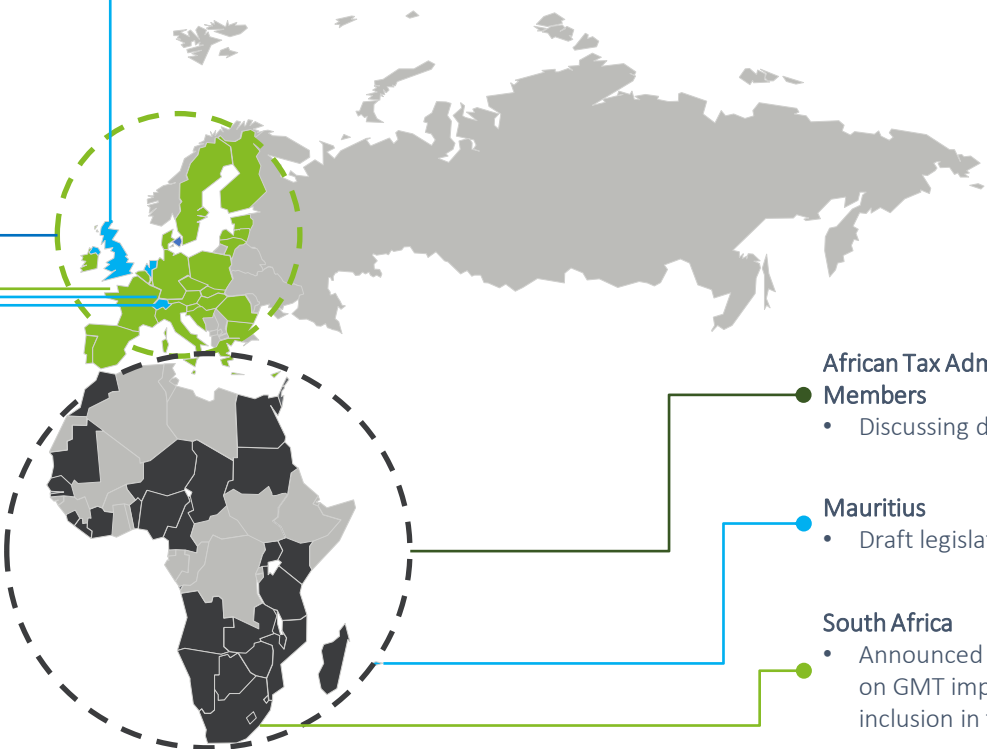 African Tax Adm
Members
• Discussing d
Mauritius
• Draft legisla
South Africa
• Announced
on GMT imp
inclusion in